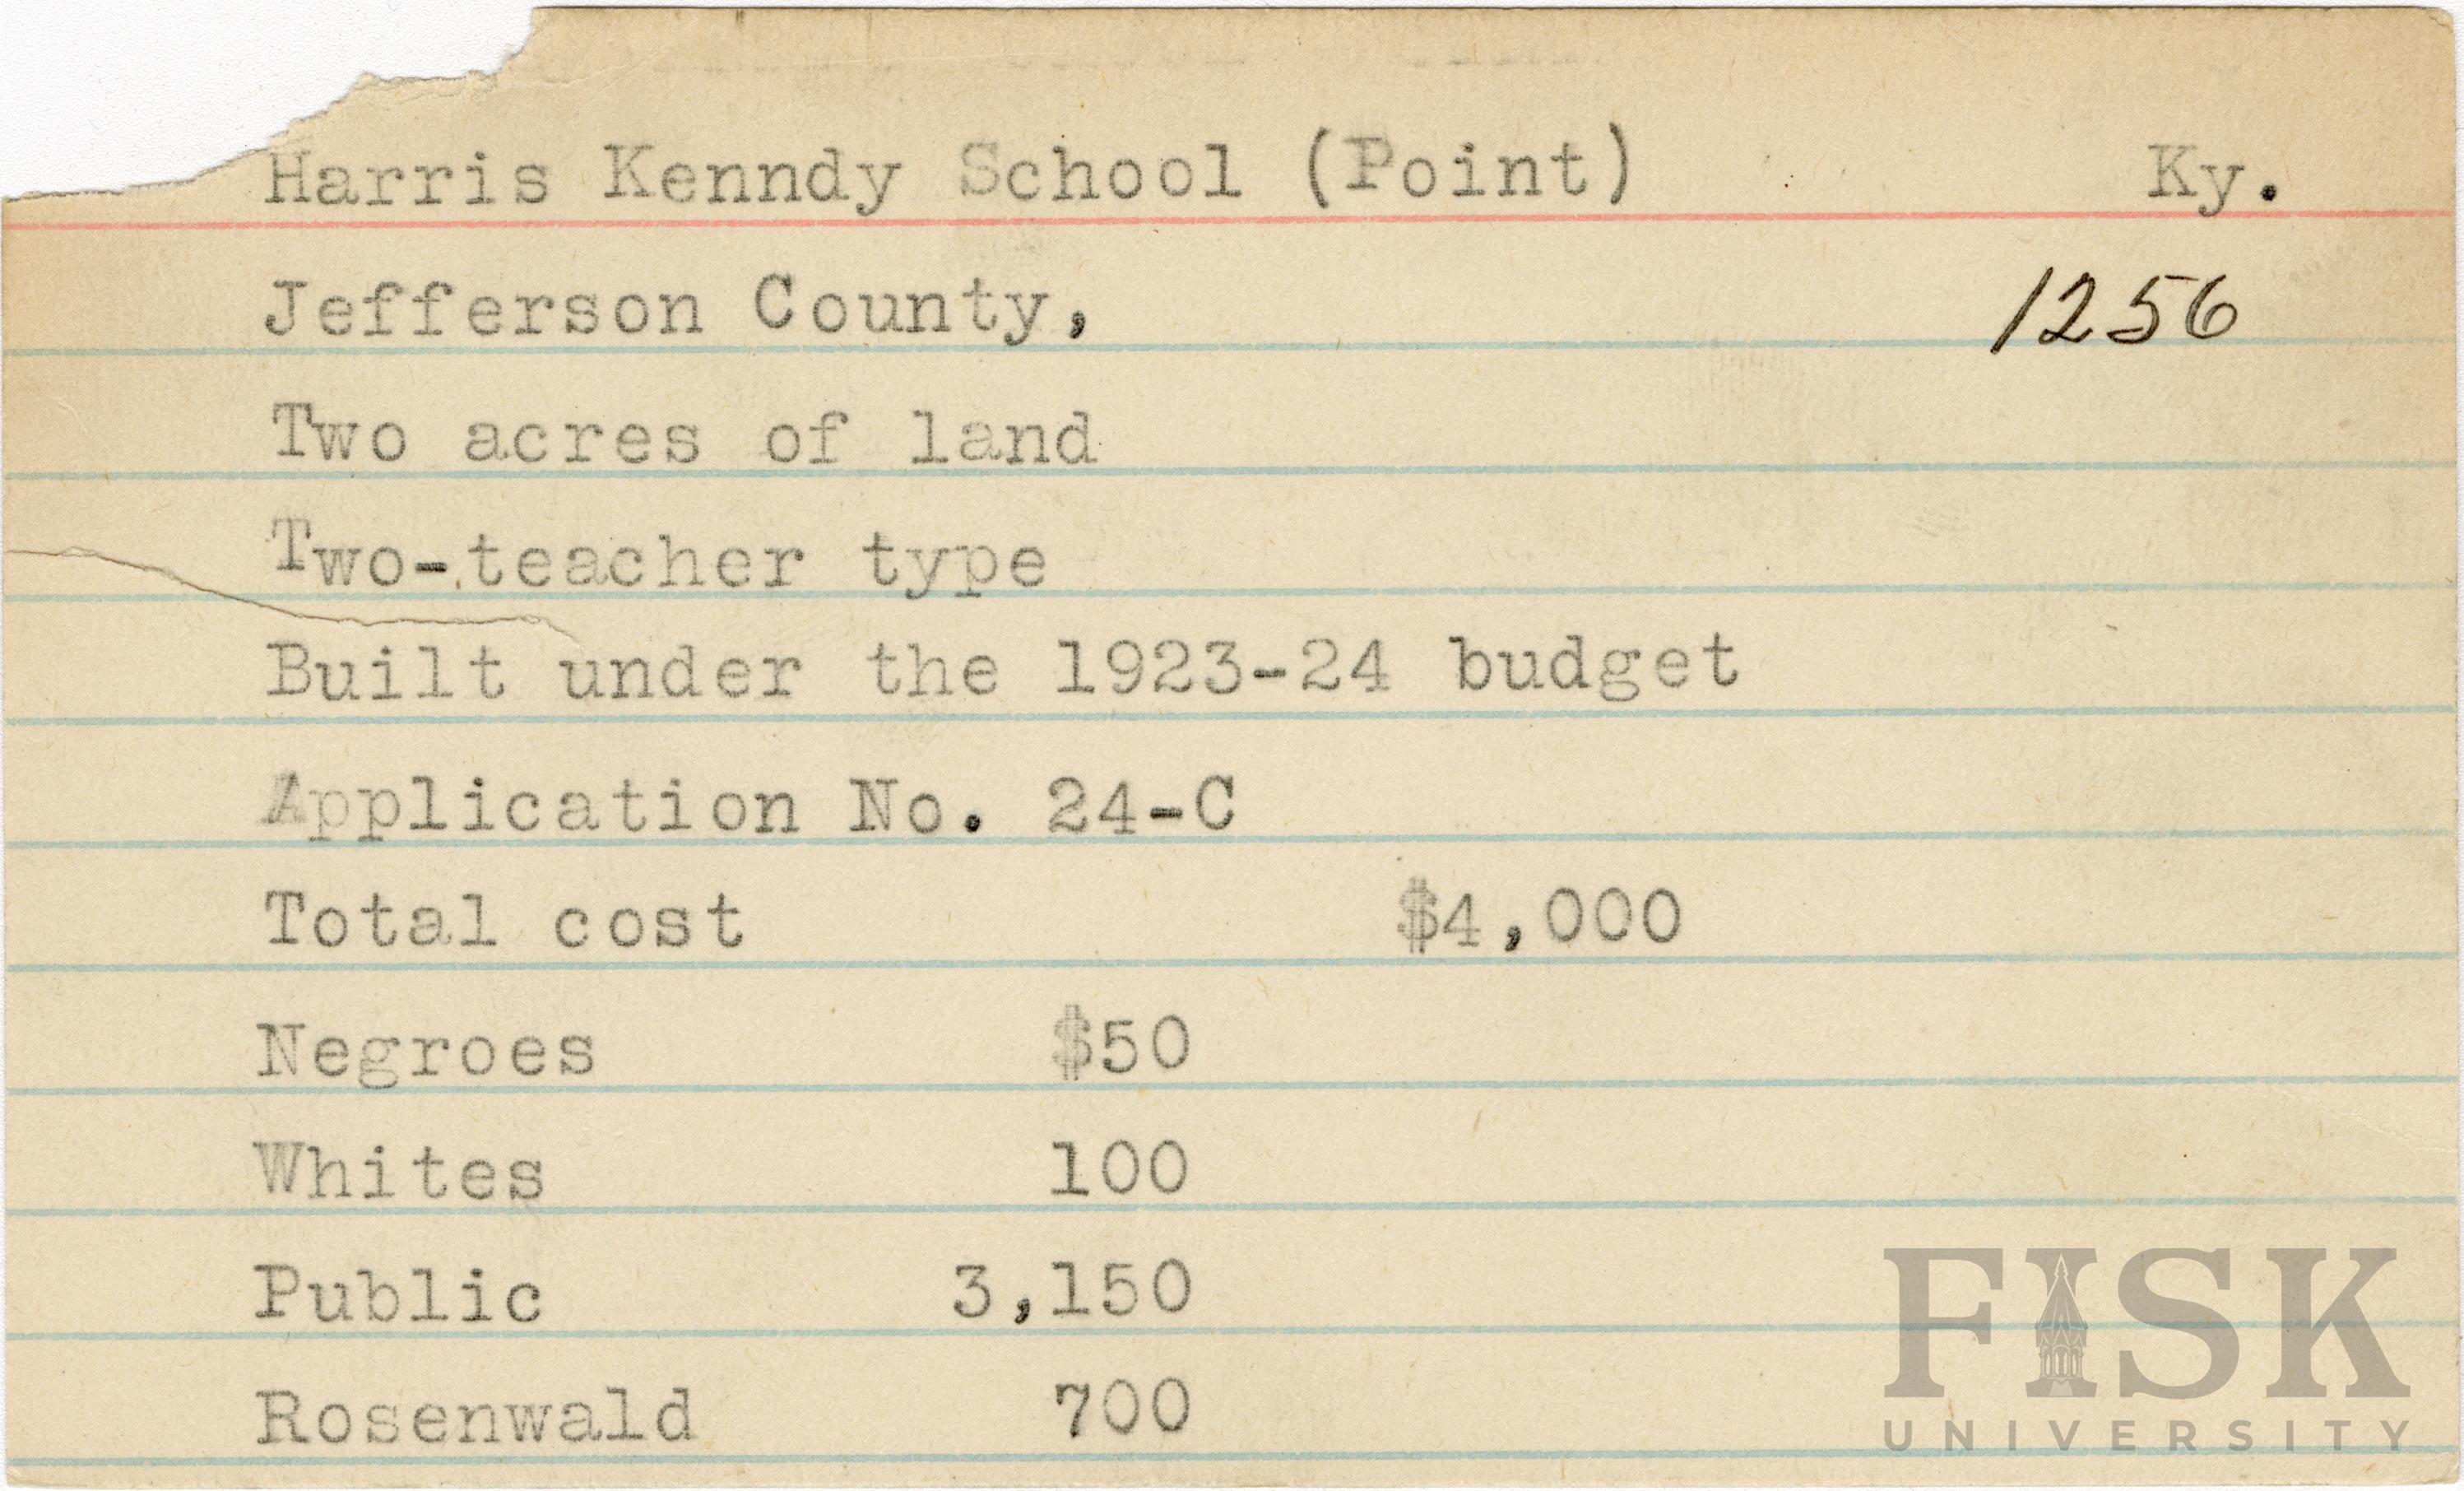 Harris Kenndy School (Point) Ky.
Jefferson County, 1256
Two acres of land
Two-teacher type
Built under the 1923-24 budget
Application No. 24-C
Total cost $4,000
Negroes $50
Whites 100
Public 3,150
Rosenwald 700
FISK
UNIVERSITY